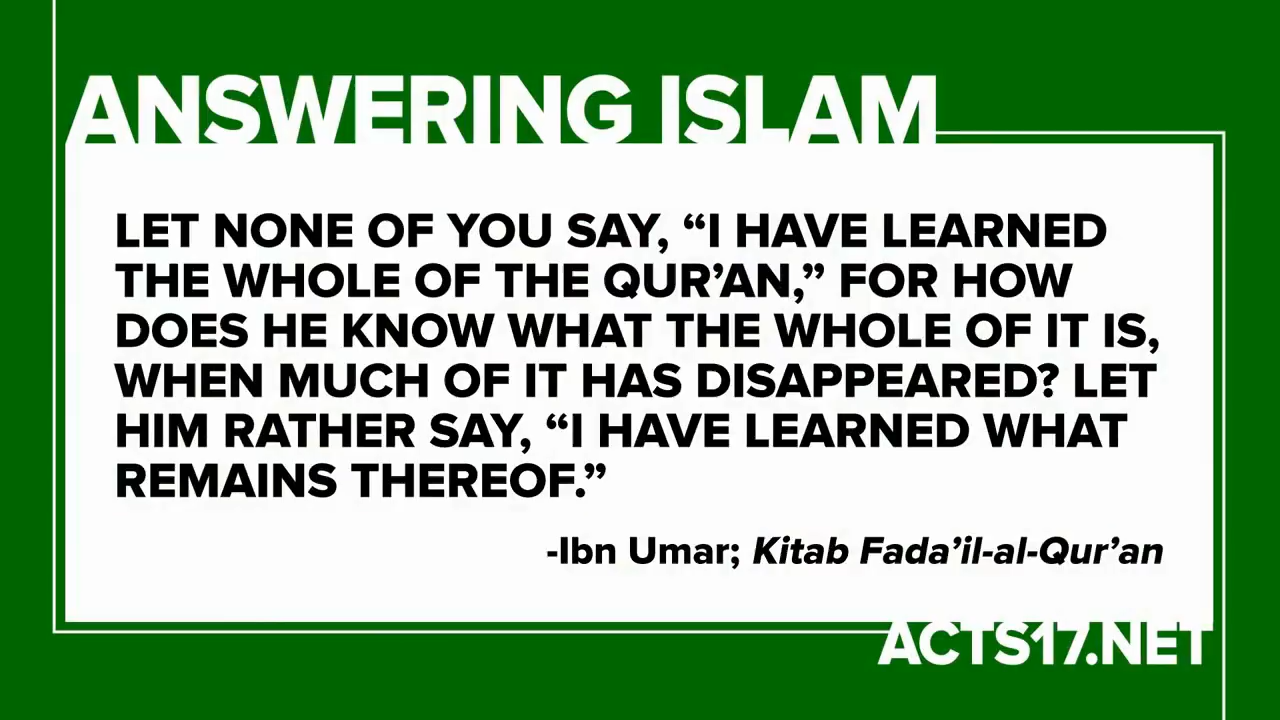 ANSWERING ISLAM
LET NONE OF YOU SAY, “I HAVE LEARNED
THE WHOLE OF THE QUR’AN,” FOR HOW
DOES HE KNOW WHAT THE WHOLE OF IT IS,
WHEN MUCH OF IT HAS DISAPPEARED? LET
HIM RATHER SAY, “I HAVE LEARNED WHAT
REMAINS THEREOF.”
-Ibn Umar; Kitab Fada’il-al-Qur’an
ACTS17.NET